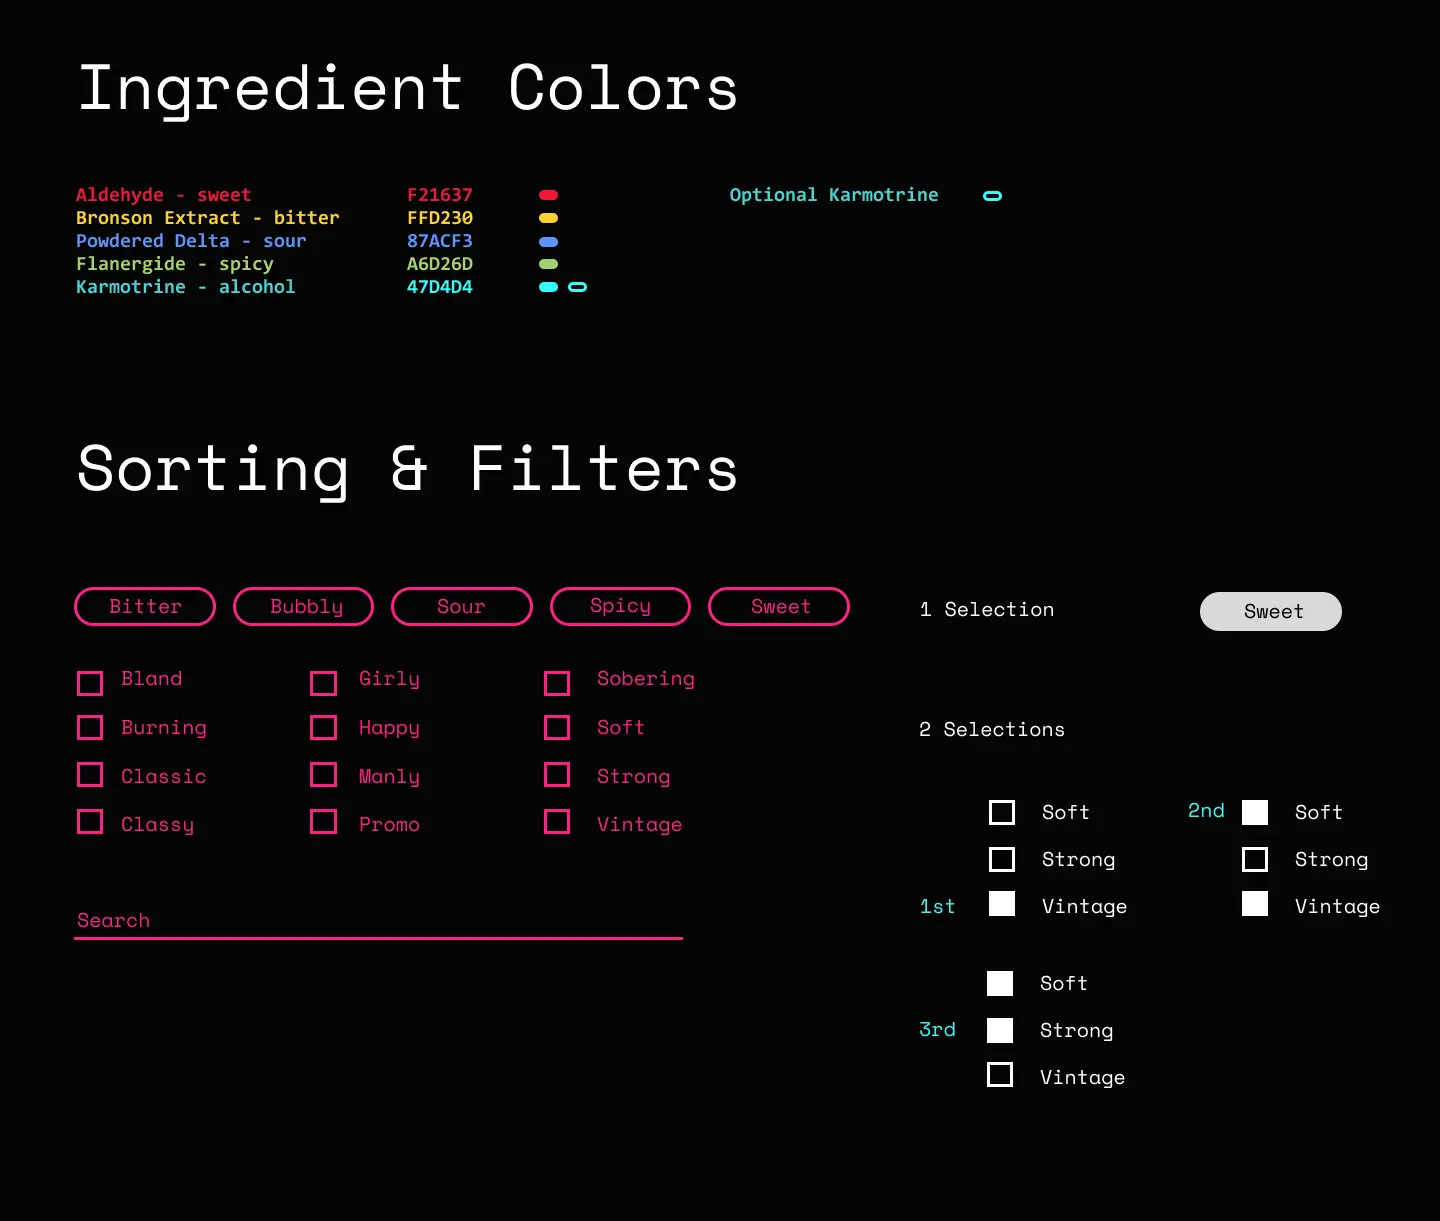 Ingredient Colors
Aldehyde - sweet F21637
Bronson Extract - bitter FFD230
Powdered Delta - sour 87ACF3
Flanergide - spicy A6D26D
Karmotrine - alcohol 47D4D4
Optional Karmotrine
Sorting & Filters
Bitter Bubbly Sour Spicy Sweet
Bland Girly Sobering
Burning Happy Soft
Classic Manly Strong
Classy Promo Vintage
Search
1 Selection Sweet
2 Selections
Soft
Strong
1st Vintage
2nd Soft
Strong
Vintage
Soft
3rd Strong
Vintage